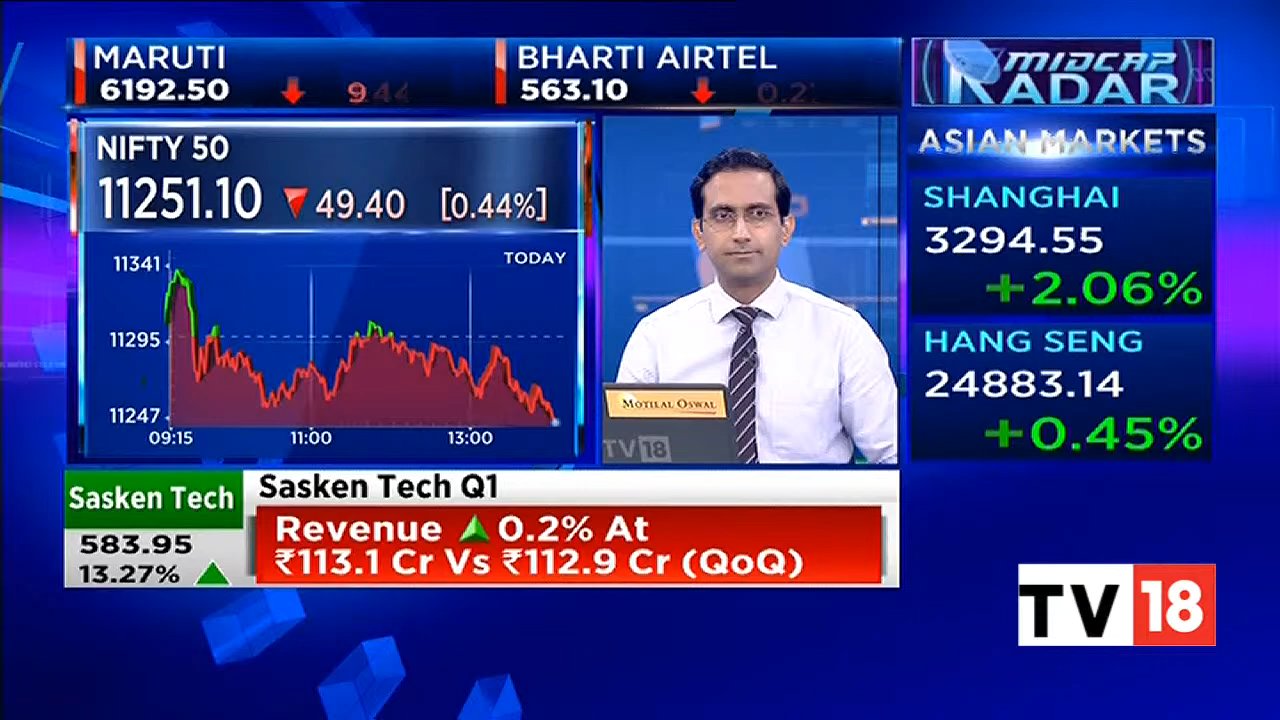 MARUTI
6192.50
BHARTI AIRTEL
563.10
MIDCAP
RADAR
NIFTY 50
11251.10 ▼ 49.40 [0.44%]
TODAY
11341
11295
11247
09:15 11:00 13:00
MOTILAL OSWAL
TV18
ASIAN MARKETS
SHANGHAI
3294.55
+2.06%
HANG SENG
24883.14
+0.45%
Sasken Tech
583.95
13.27% ▲
Sasken Tech Q1
Revenue ▲ 0.2% At
₹113.1 Cr Vs ₹112.9 Cr (QoQ)
TV18